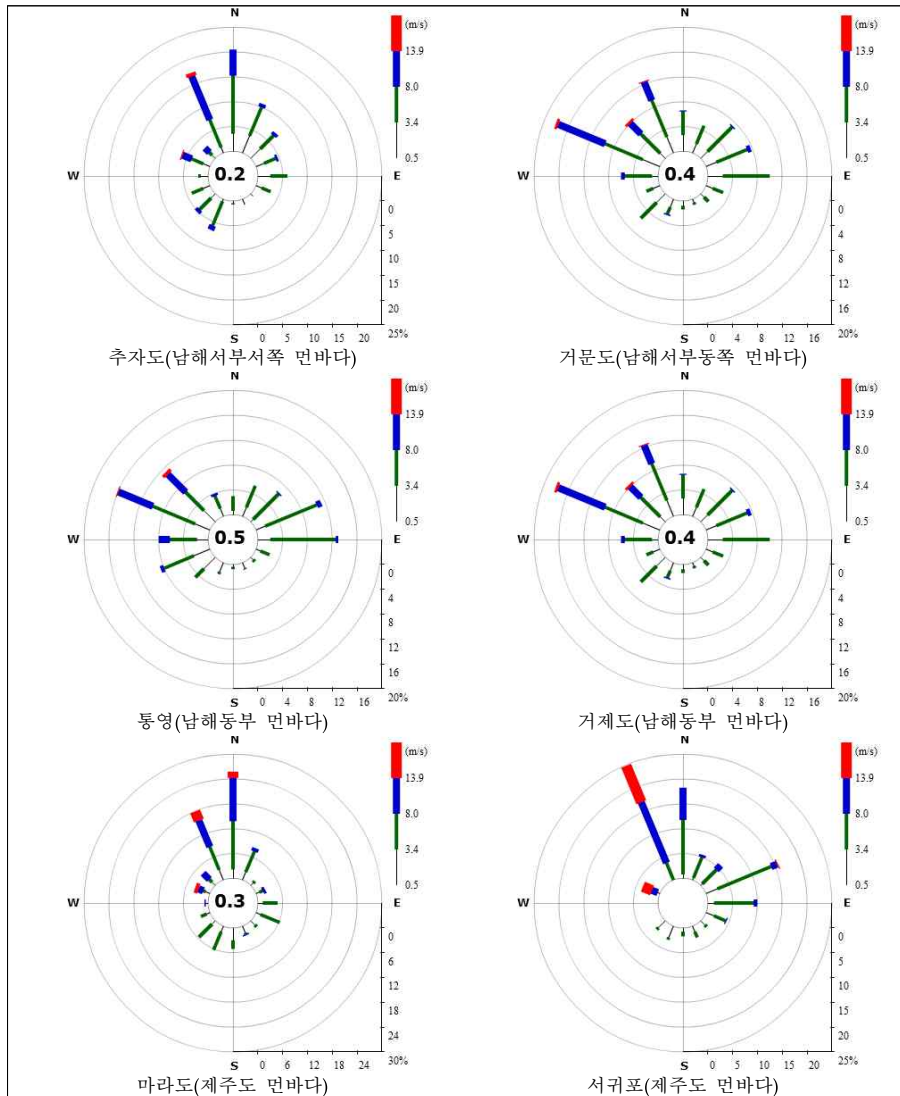 N
(m/s)
13.9
8.0
3.4
0.5
W
0.2
E
0
5
10
15
20
25%
S
0 5 10 15 20
추자도(남해서부서쪽 먼바다)
N
(m/s)
13.9
8.0
3.4
0.5
W
0.4
E
0
4
8
12
16
20%
S
0 4 8 12 16
거문도(남해서부동쪽 먼바다)
N
(m/s)
13.9
8.0
3.4
0.5
W
0.5
E
0
4
8
12
16
20%
S
0 4 8 12 16
통영(남해동부 먼바다)
N
(m/s)
13.9
8.0
3.4
0.5
W
0.4
E
0
4
8
12
16
20%
S
0 4 8 12 16
거제도(남해동부 먼바다)
N
(m/s)
13.9
8.0
3.4
0.5
W
0.3
E
0
6
12
18
24
30%
S
0 6 12 18 24
마라도(제주도 먼바다)
N
(m/s)
13.9
8.0
3.4
0.5
W
E
0
5
10
15
20
25%
S
0 5 10 15 20
서귀포(제주도 먼바다)